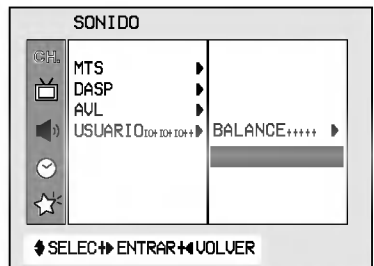 SONIDO
CH.
MTS
DASP
AVL
USUARIO BALANCE
SELEC ENTRAR VOLVER